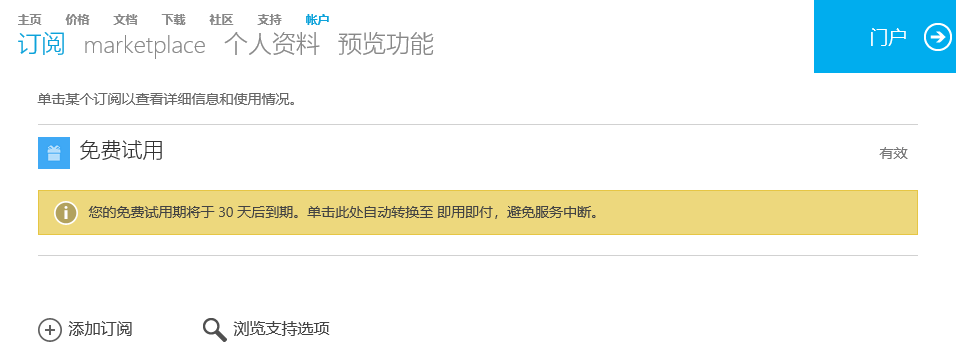 主页 价格 文档 下载 社区 支持 帐户
订阅 marketplace 个人资料 预览功能
门户
单击某个订阅以查看详细信息和使用情况。
免费试用
有效
您的免费试用期将于 30 天后到期。单击此处自动转换至 即用即付，避免服务中断。
添加订阅 浏览支持选项